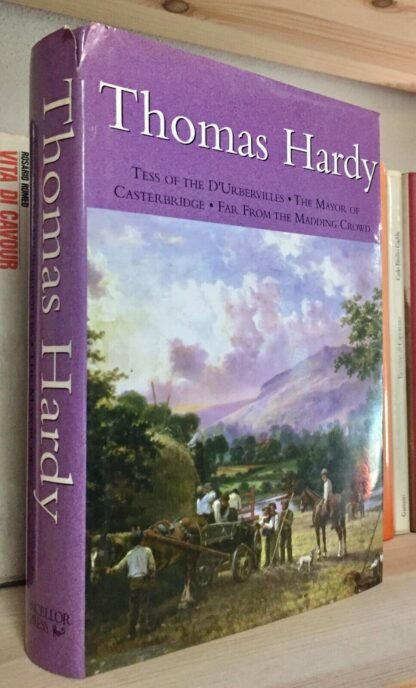 Thomas Hardy
TESS OF THE D'URBERVILLES • THE MAYOR OF
CASTERBRIDGE • FAR FROM THE MADDING CROWD
Thomas Hardy
ROSARIO ROMEO
VITA DI CAVOUR